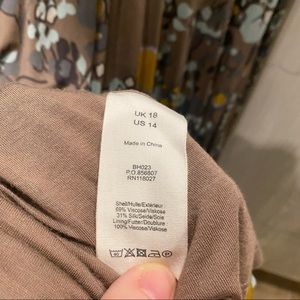 UK 18
US 14
Made in China
BH023
P.O.856807
RN118027
Shell/Hulle/Exterieur
69% Viscose/Viskose
31% Silk/Seide/Soie
Lining/Futter/Doublure
100% Viscose/Viskose